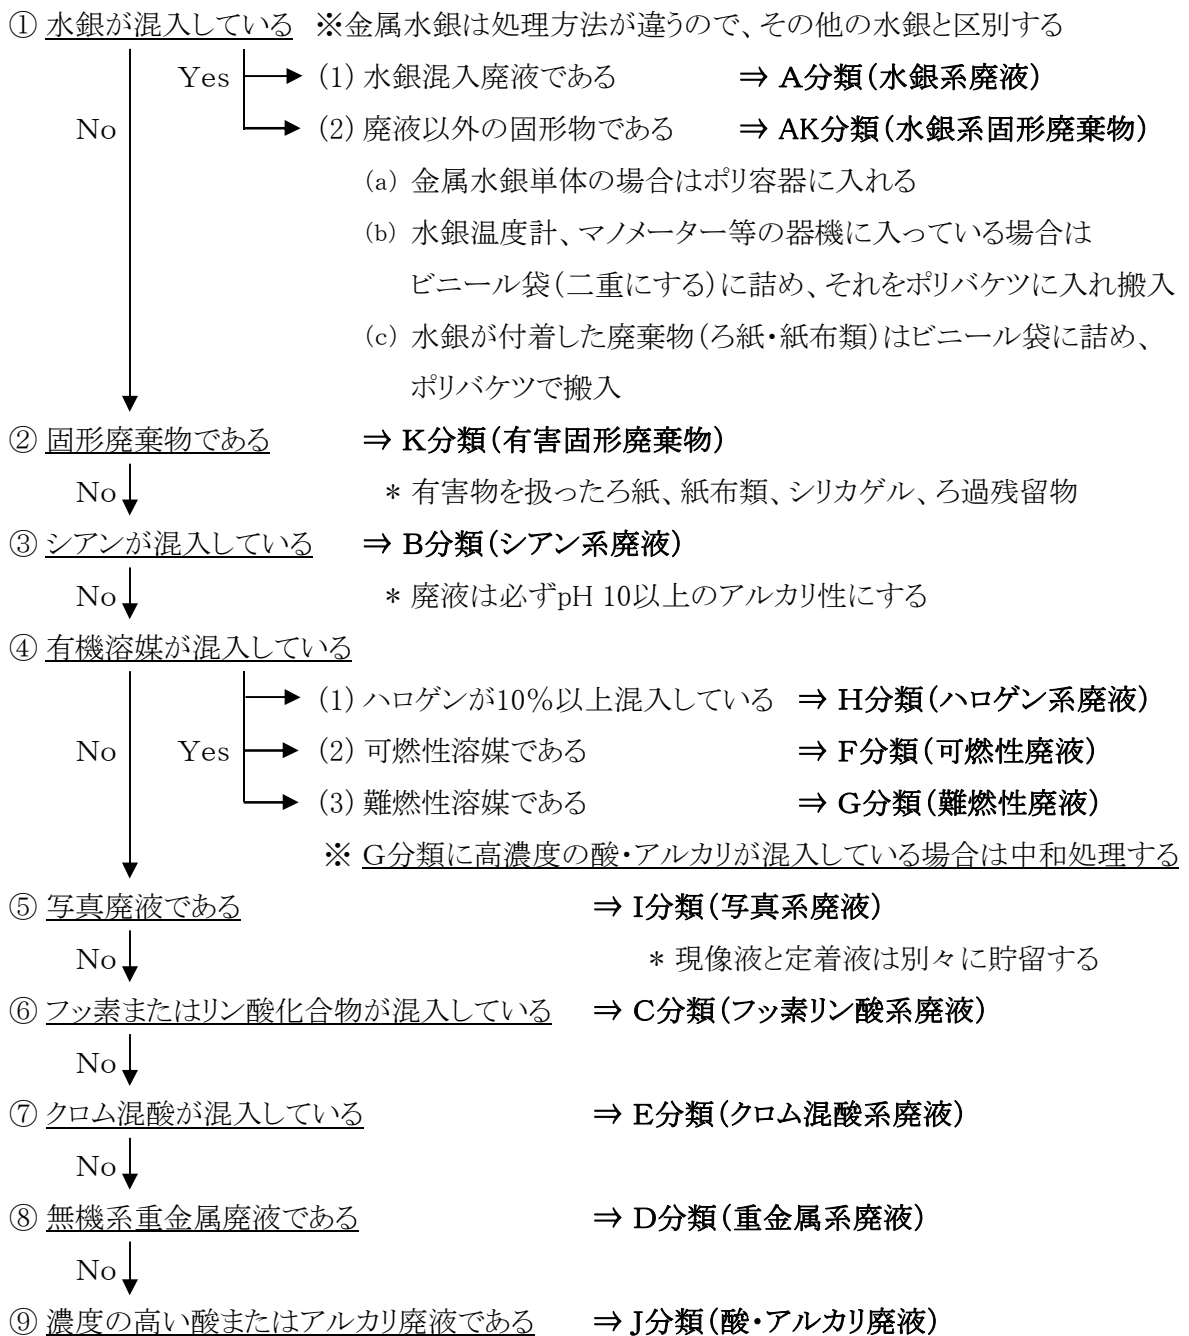 ① 水銀が混入している ※金属水銀は処理方法が違うので、その他の水銀と区別する
Yes (1) 水銀混入廃液である ⇒ A分類(水銀系廃液)
No (2) 廃液以外の固形物である ⇒ AK分類(水銀系固形廃棄物)
(a) 金属水銀単体の場合はポリ容器に入れる
(b) 水銀温度計、マノメーター等の器機に入っている場合は
ビニール袋(二重にする)に詰め、それをポリバケツに入れ搬入
(c) 水銀が付着した廃棄物(ろ紙・紙布類)はビニール袋に詰め、
ポリバケツで搬入
② 固形廃棄物である ⇒ K分類(有害固形廃棄物)
No * 有害物を扱ったろ紙、紙布類、シリカゲル、ろ過残留物
③ シアンが混入している ⇒ B分類(シアン系廃液)
No * 廃液は必ずpH 10以上のアルカリ性にする
④ 有機溶媒が混入している
(1) ハロゲンが10%以上混入している ⇒ H分類(ハロゲン系廃液)
No Yes (2) 可燃性溶媒である ⇒ F分類(可燃性廃液)
(3) 難燃性溶媒である ⇒ G分類(難燃性廃液)
※ G分類に高濃度の酸・アルカリが混入している場合は中和処理する
⑤ 写真廃液である ⇒ I分類(写真系廃液)
No * 現像液と定着液は別々に貯留する
⑥ フッ素またはリン酸化合物が混入している ⇒ C分類(フッ素リン酸系廃液)
No
⑦ クロム混酸が混入している ⇒ E分類(クロム混酸系廃液)
No
⑧ 無機系重金属廃液である ⇒ D分類(重金属系廃液)
No
⑨ 濃度の高い酸またはアルカリ廃液である ⇒ J分類(酸・アルカリ廃液)